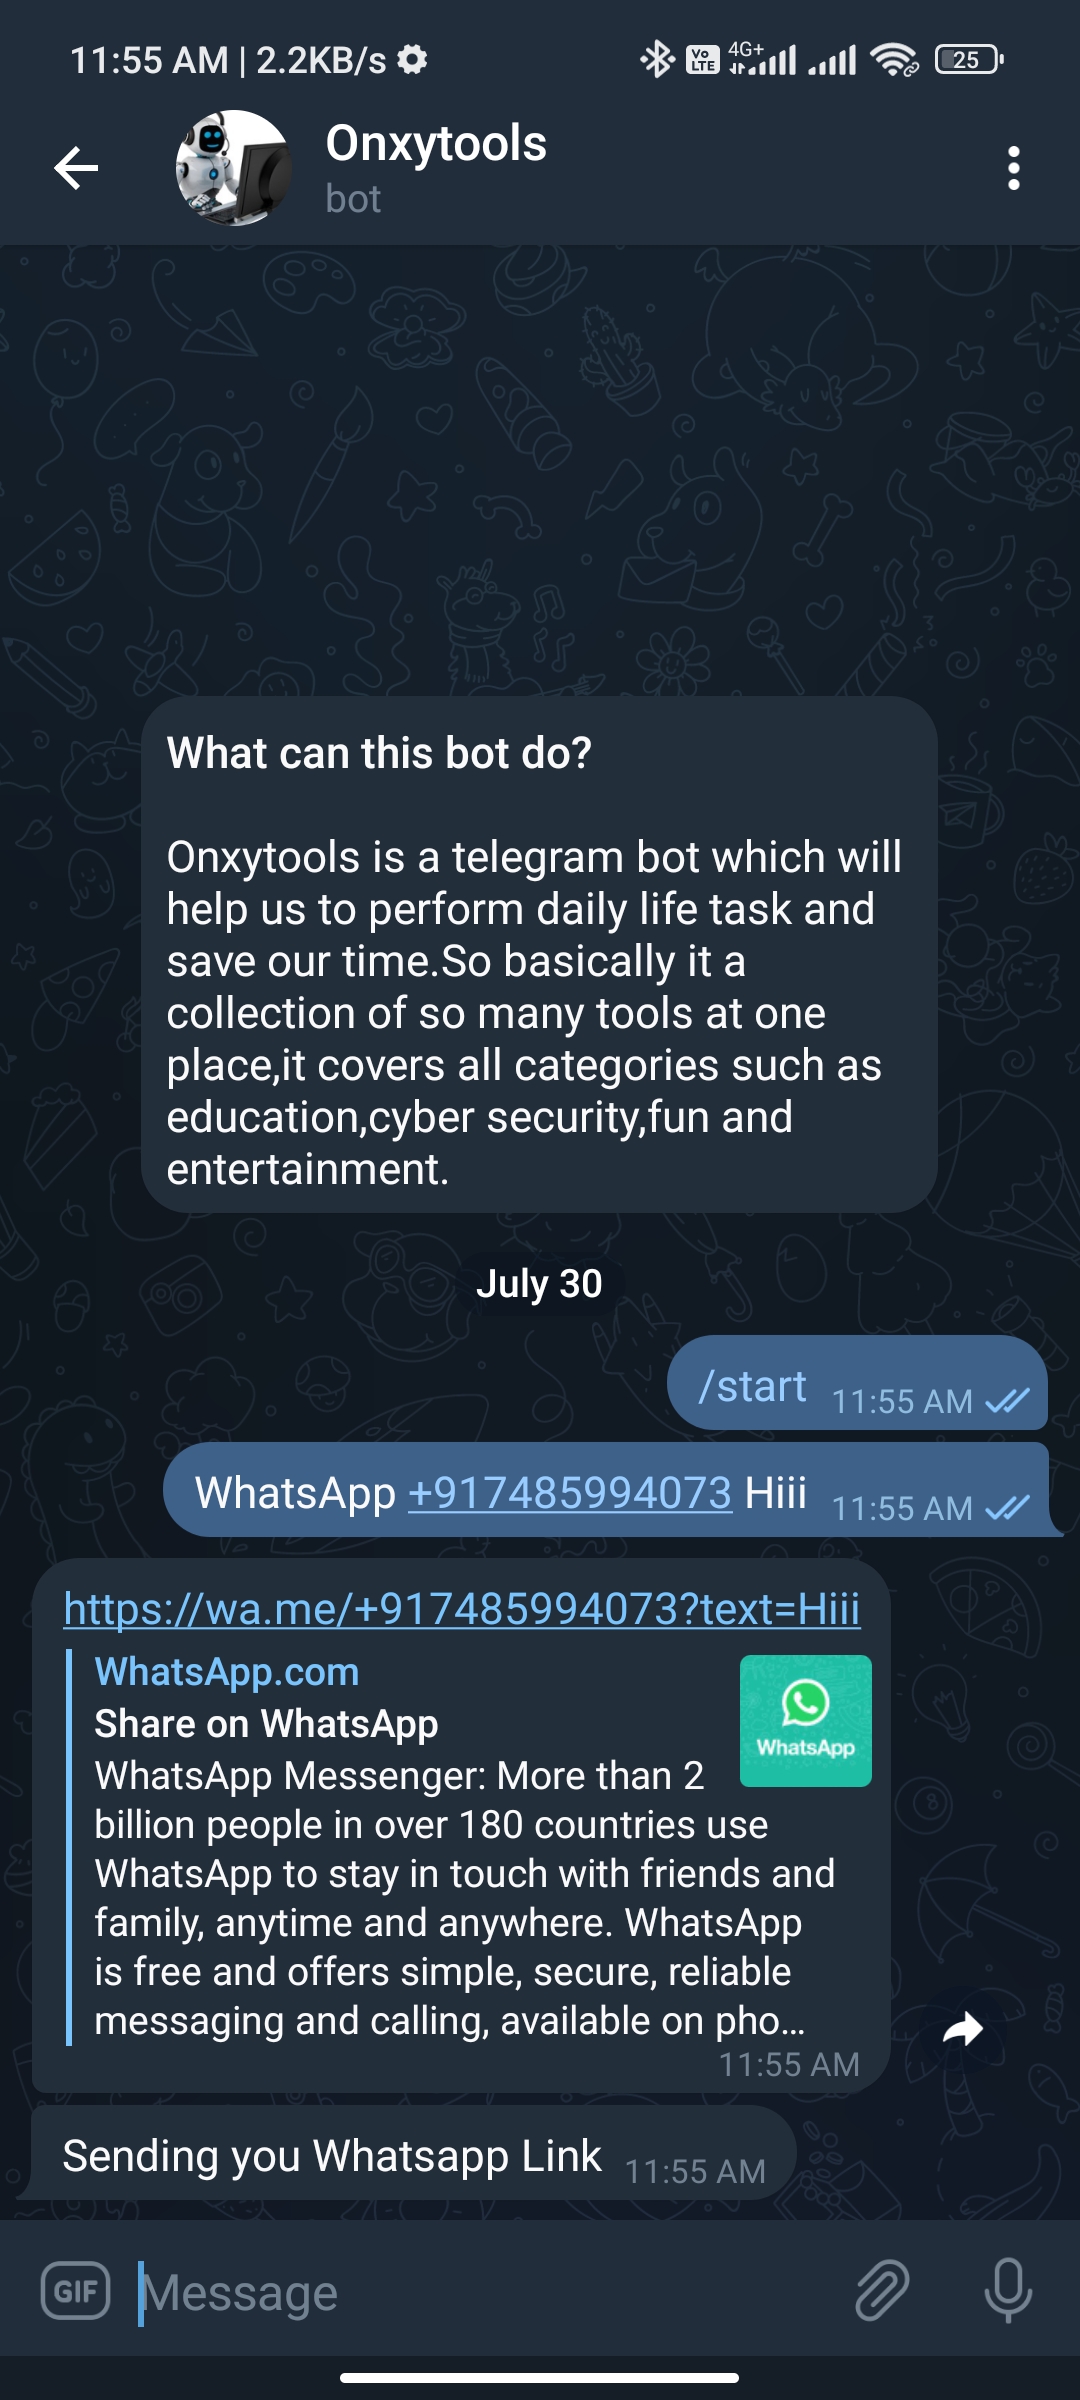 11:55 AM | 2.2KB/s
Vo LTE
4G+
25
Onxytools
bot
What can this bot do?
Onxytools is a telegram bot which will
help us to perform daily life task and
save our time.So basically it a
collection of so many tools at one
place,it covers all categories such as
education,cyber security,fun and
entertainment.
July 30
/start 11:55 AM
WhatsApp +917485994073 Hiii 11:55 AM
https://wa.me/+917485994073?text=Hiii
WhatsApp.com
Share on WhatsApp
WhatsApp
WhatsApp Messenger: More than 2
billion people in over 180 countries use
WhatsApp to stay in touch with friends and
family, anytime and anywhere. WhatsApp
is free and offers simple, secure, reliable
messaging and calling, available on pho...
11:55 AM
Sending you Whatsapp Link 11:55 AM
GIF
Message